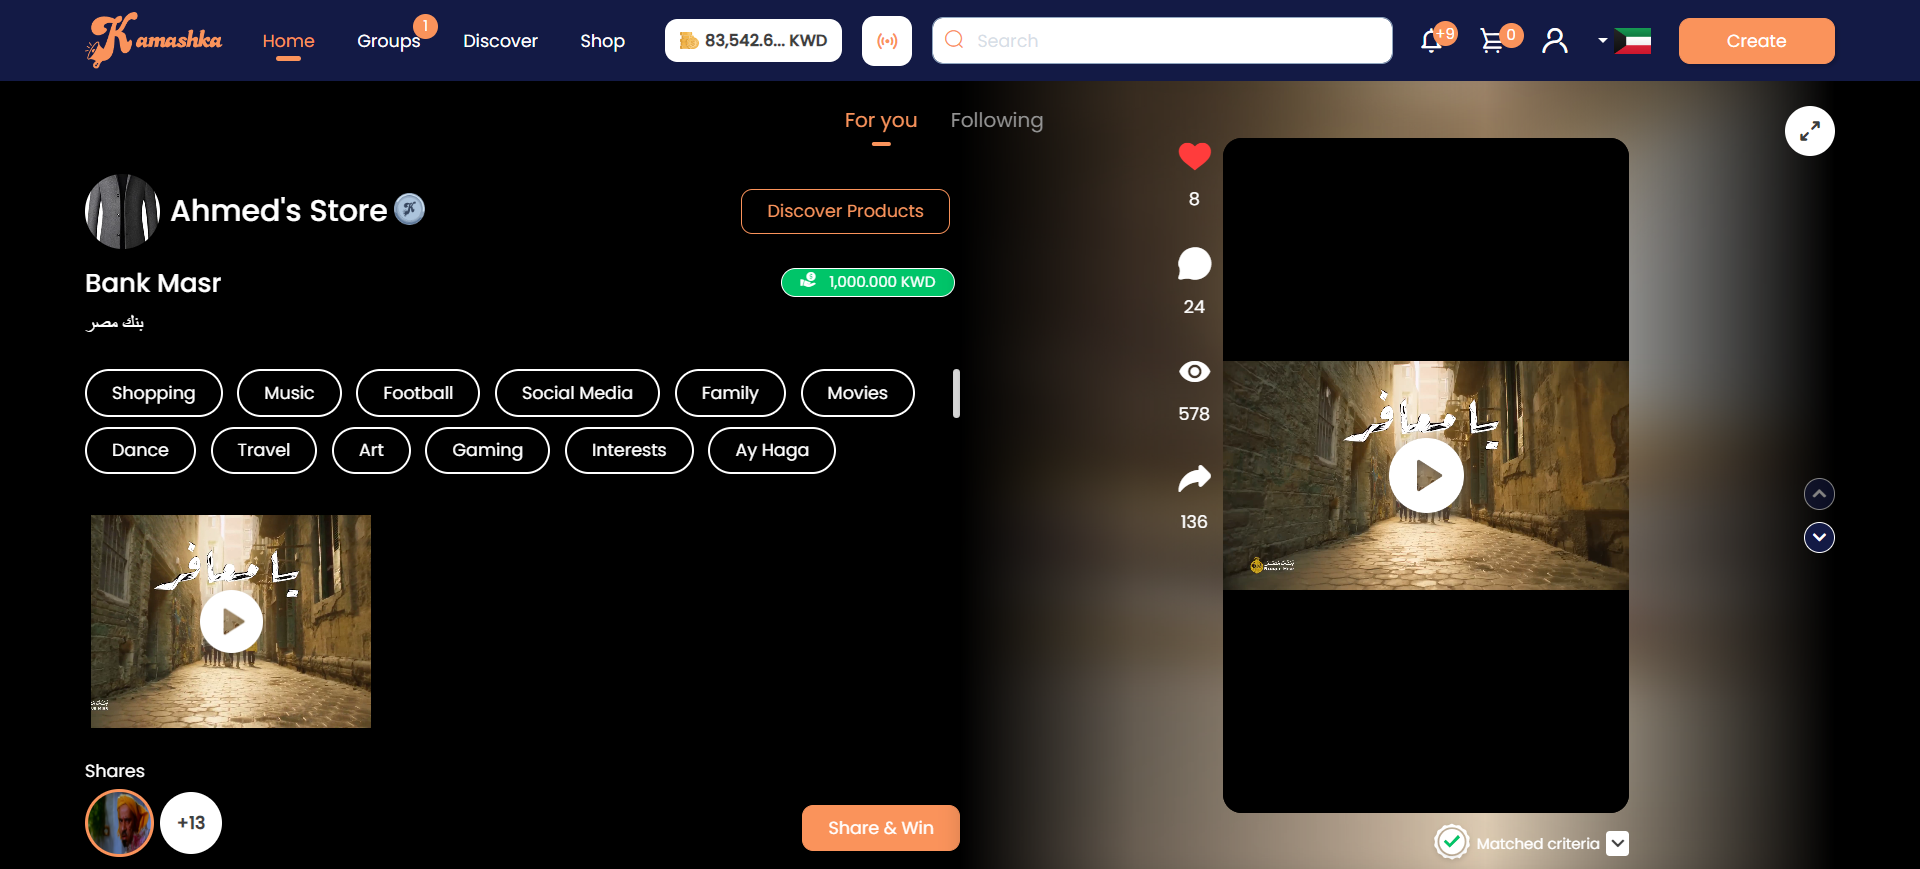 Kamashka
Home
Groups
1
Discover
Shop
83,542.6... KWD
Search
+9
0
Create
For you
Following
Ahmed's Store
Discover Products
Bank Masr
1,000.000 KWD
بنك مصر
Shopping
Music
Football
Social Media
Family
Movies
Dance
Travel
Art
Gaming
Interests
Ay Haga
يا مسافر
Shares
+13
Share & Win
8
24
578
136
يا مسافر
Matched criteria